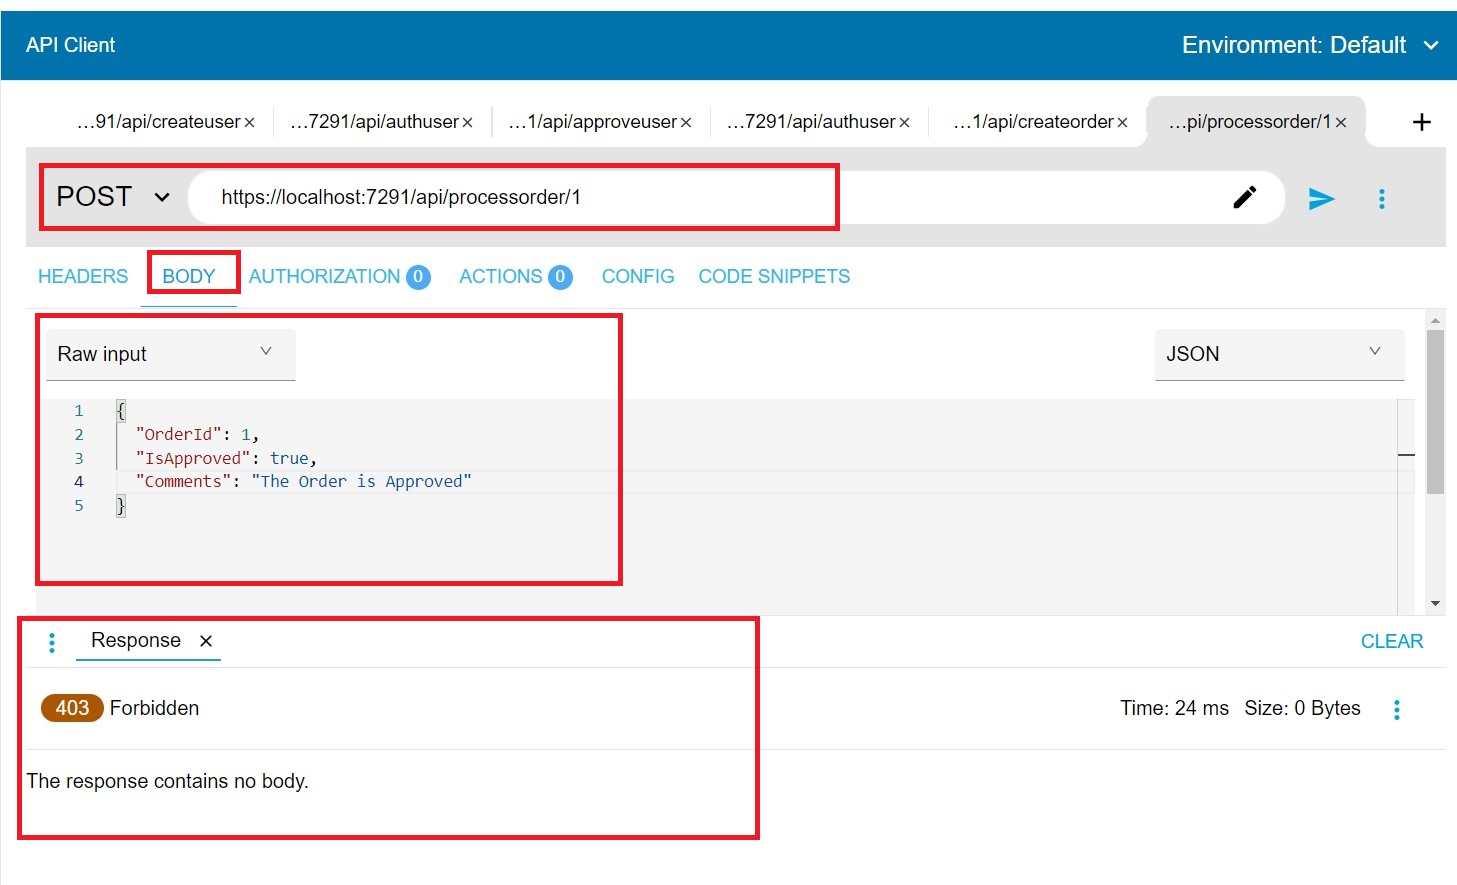 API Client
Environment: Default
...91/api/createuser× ...7291/api/authuser× ...1/api/approveuser× ...7291/api/authuser× ...1/api/createorder× ...pi/processorder/1× +
POST https://localhost:7291/api/processorder/1
HEADERS BODY AUTHORIZATION 0 ACTIONS 0 CONFIG CODE SNIPPETS
Raw input JSON
1 {
2 "OrderId": 1,
3 "IsApproved": true,
4 "Comments": "The Order is Approved"
5 }
Response × CLEAR
403 Forbidden Time: 24 ms Size: 0 Bytes
The response contains no body.